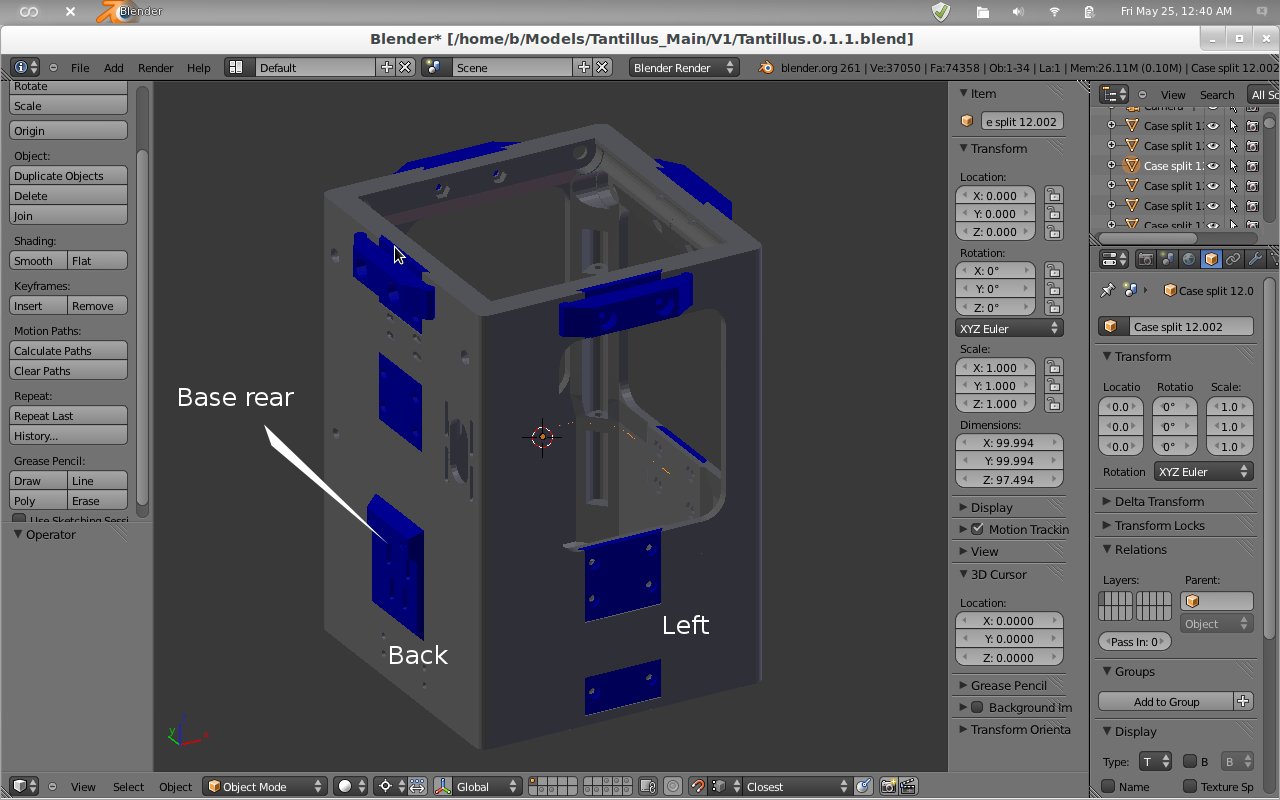 Blender
Fri May 25, 12:40 AM
Blender* [/home/b/Models/Tantillus_Main/V1/Tantillus.0.1.1.blend]
File Add Render Help Default Scene Blender Render blender.org 261 | Ve:37050 | Fa:74358 | Ob:1-34 | La:1 | Mem:26.11M (0.10M) | Case split 12.002
Rotate
Scale
Origin
Object:
Duplicate Objects
Delete
Join
Shading:
Smooth Flat
Keyframes:
Insert Remove
Motion Paths:
Calculate Paths
Clear Paths
Repeat:
Repeat Last
History...
Grease Pencil:
Draw Line
Poly Erase
Use Sketching Sessi
Operator
Base rear
Back
Left
z
y
x
Item
e split 12.002
Transform
Location:
X: 0.000
Y: 0.000
Z: 0.000
Rotation:
X: 0°
Y: 0°
Z: 0°
XYZ Euler
Scale:
X: 1.000
Y: 1.000
Z: 1.000
Dimensions:
X: 99.994
Y: 99.994
Z: 97.494
Display
Motion Trackin
View
3D Cursor
Location:
X: 0.0000
Y: 0.0000
Z: 0.0000
Grease Pencil
Background Im
Transform Orienta
View Search All Sc
Camera
Case split 1
Case split 1
Case split 1
Case split 1
Case split 1
Case split 1
Case split 12.0
Case split 12.002
Transform
Locatio Rotatio Scale:
0.0 0° 1.0
0.0 0° 1.0
0.0 0° 1.0
Rotation XYZ Euler
Delta Transform
Transform Locks
Relations
Layers: Parent:
Object
Pass In: 0
Groups
Add to Group
Display
Type: T B B
Name Texture Sp
View Select Object Object Mode Global Closest